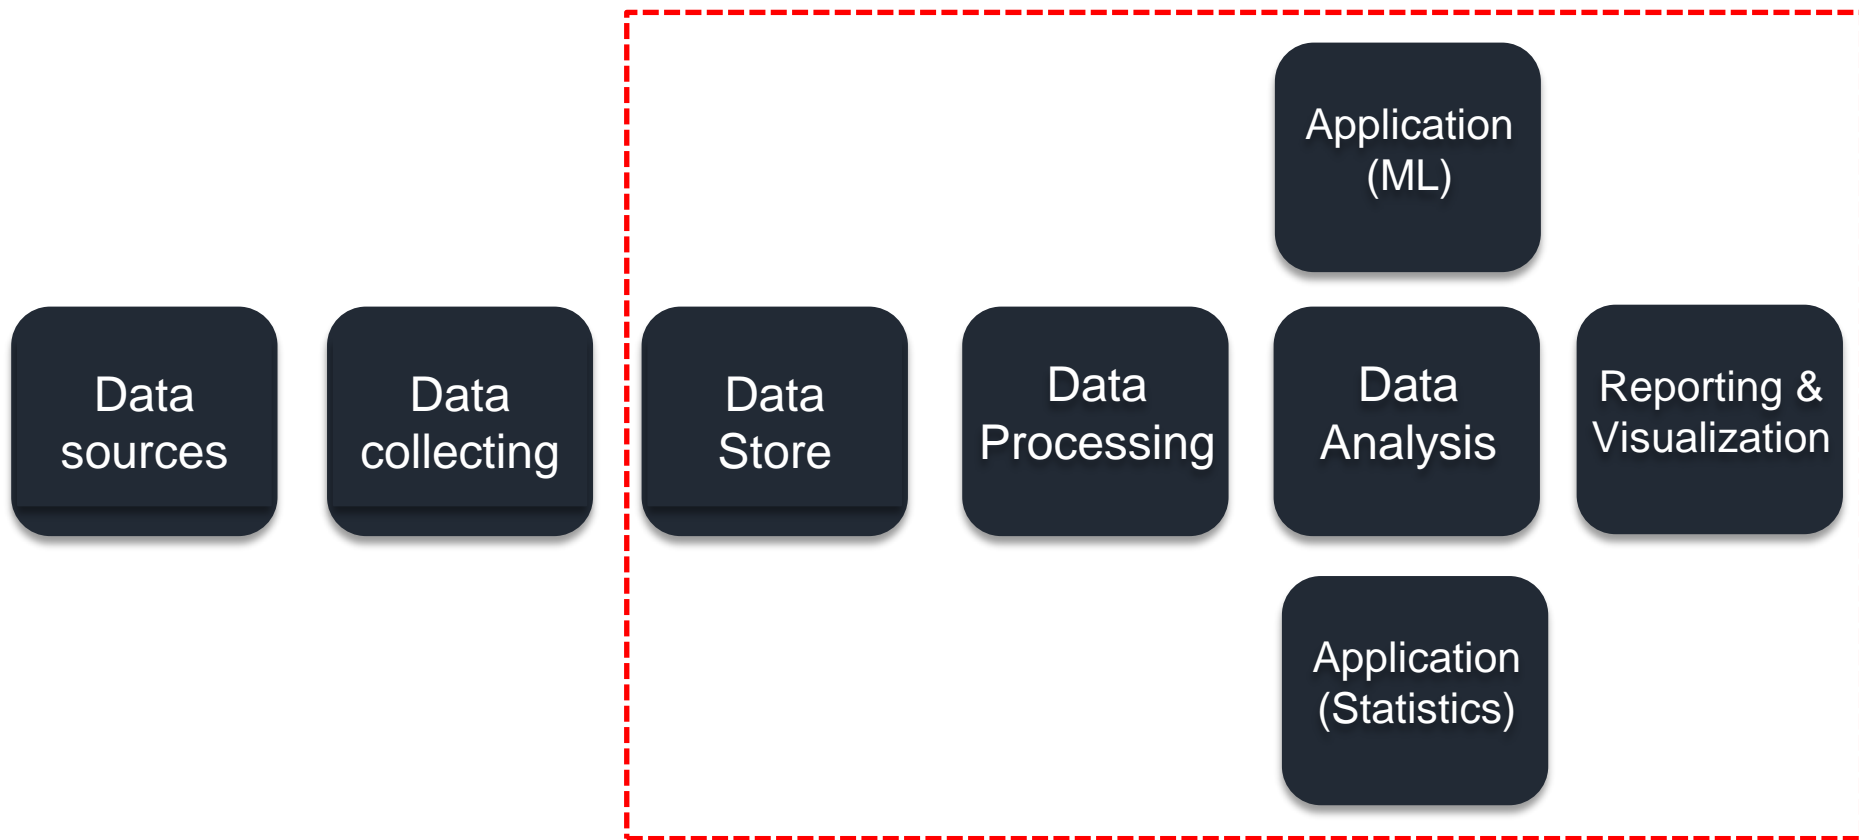 Application
(ML)
Data
sources
Data
collecting
Data
Store
Data
Processing
Data
Analysis
Reporting &
Visualization
Application
(Statistics)